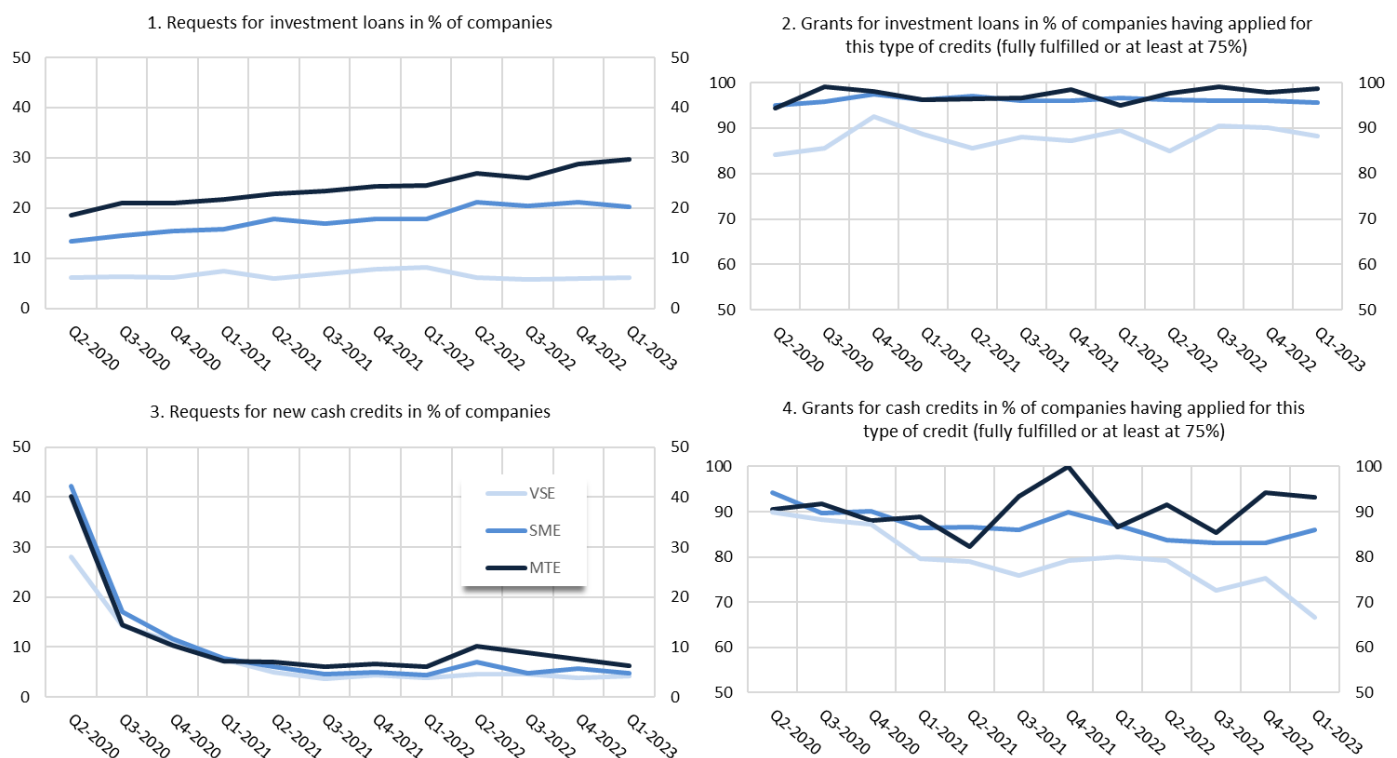 1. Requests for investment loans in % of companies
50
40
30
20
10
0
50
40
30
20
10
0
Q2-2020
Q3-2020
Q4-2020
Q1-2021
Q2-2021
Q3-2021
Q4-2021
Q1-2022
Q2-2022
Q3-2022
Q4-2022
Q1-2023
2. Grants for investment loans in % of companies having applied for
this type of credits (fully fulfilled or at least at 75%)
100
90
80
70
60
50
100
90
80
70
60
50
Q2-2020
Q3-2020
Q4-2020
Q1-2021
Q2-2021
Q3-2021
Q4-2021
Q1-2022
Q2-2022
Q3-2022
Q4-2022
Q1-2023
3. Requests for new cash credits in % of companies
50
40
30
20
10
0
50
40
30
20
10
0
VSE
SME
MTE
Q2-2020
Q3-2020
Q4-2020
Q1-2021
Q2-2021
Q3-2021
Q4-2021
Q1-2022
Q2-2022
Q3-2022
Q4-2022
Q1-2023
4. Grants for cash credits in % of companies having applied for this
type of credit (fully fulfilled or at least at 75%)
100
90
80
70
60
50
100
90
80
70
60
50
Q2-2020
Q3-2020
Q4-2020
Q1-2021
Q2-2021
Q3-2021
Q4-2021
Q1-2022
Q2-2022
Q3-2022
Q4-2022
Q1-2023